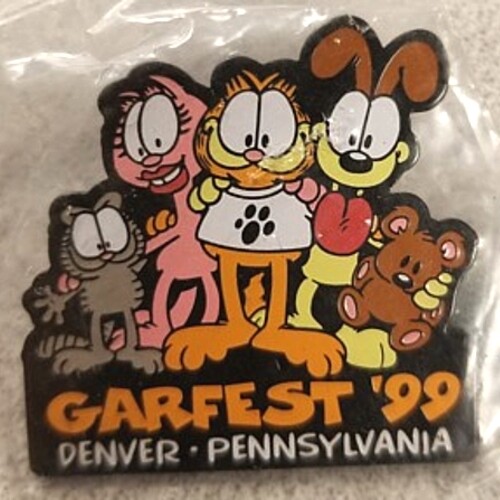 GARFEST '99
DENVER · PENNSYLVANIA